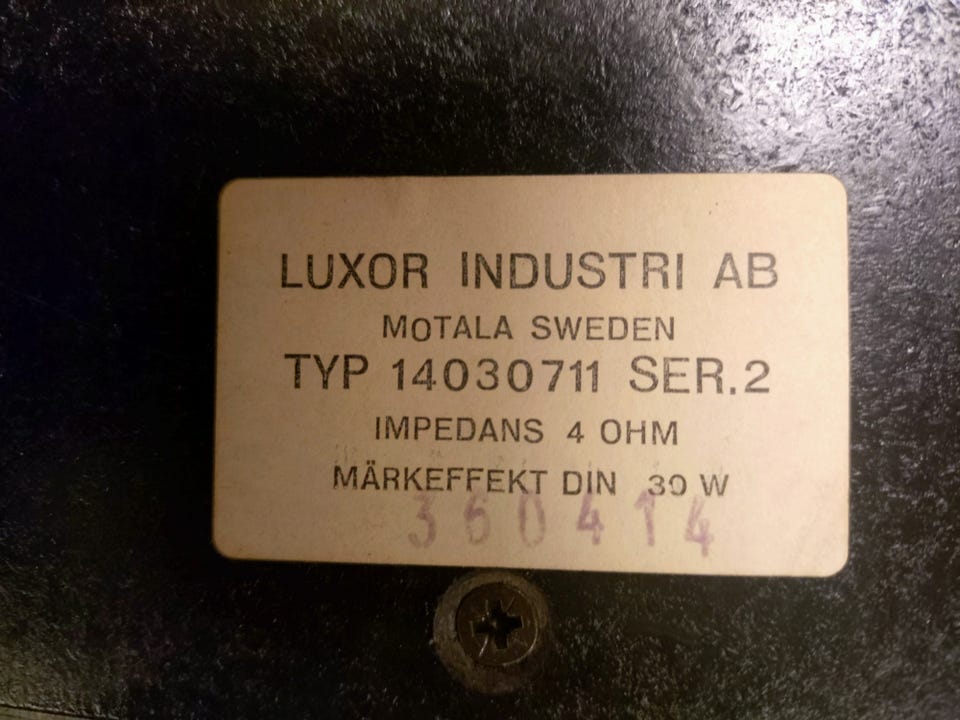 LUXOR INDUSTRI AB
MOTALA SWEDEN
TYP 14030711 SER.2
IMPEDANS 4 OHM
MÄRKEFFEKT DIN 30 W
360414